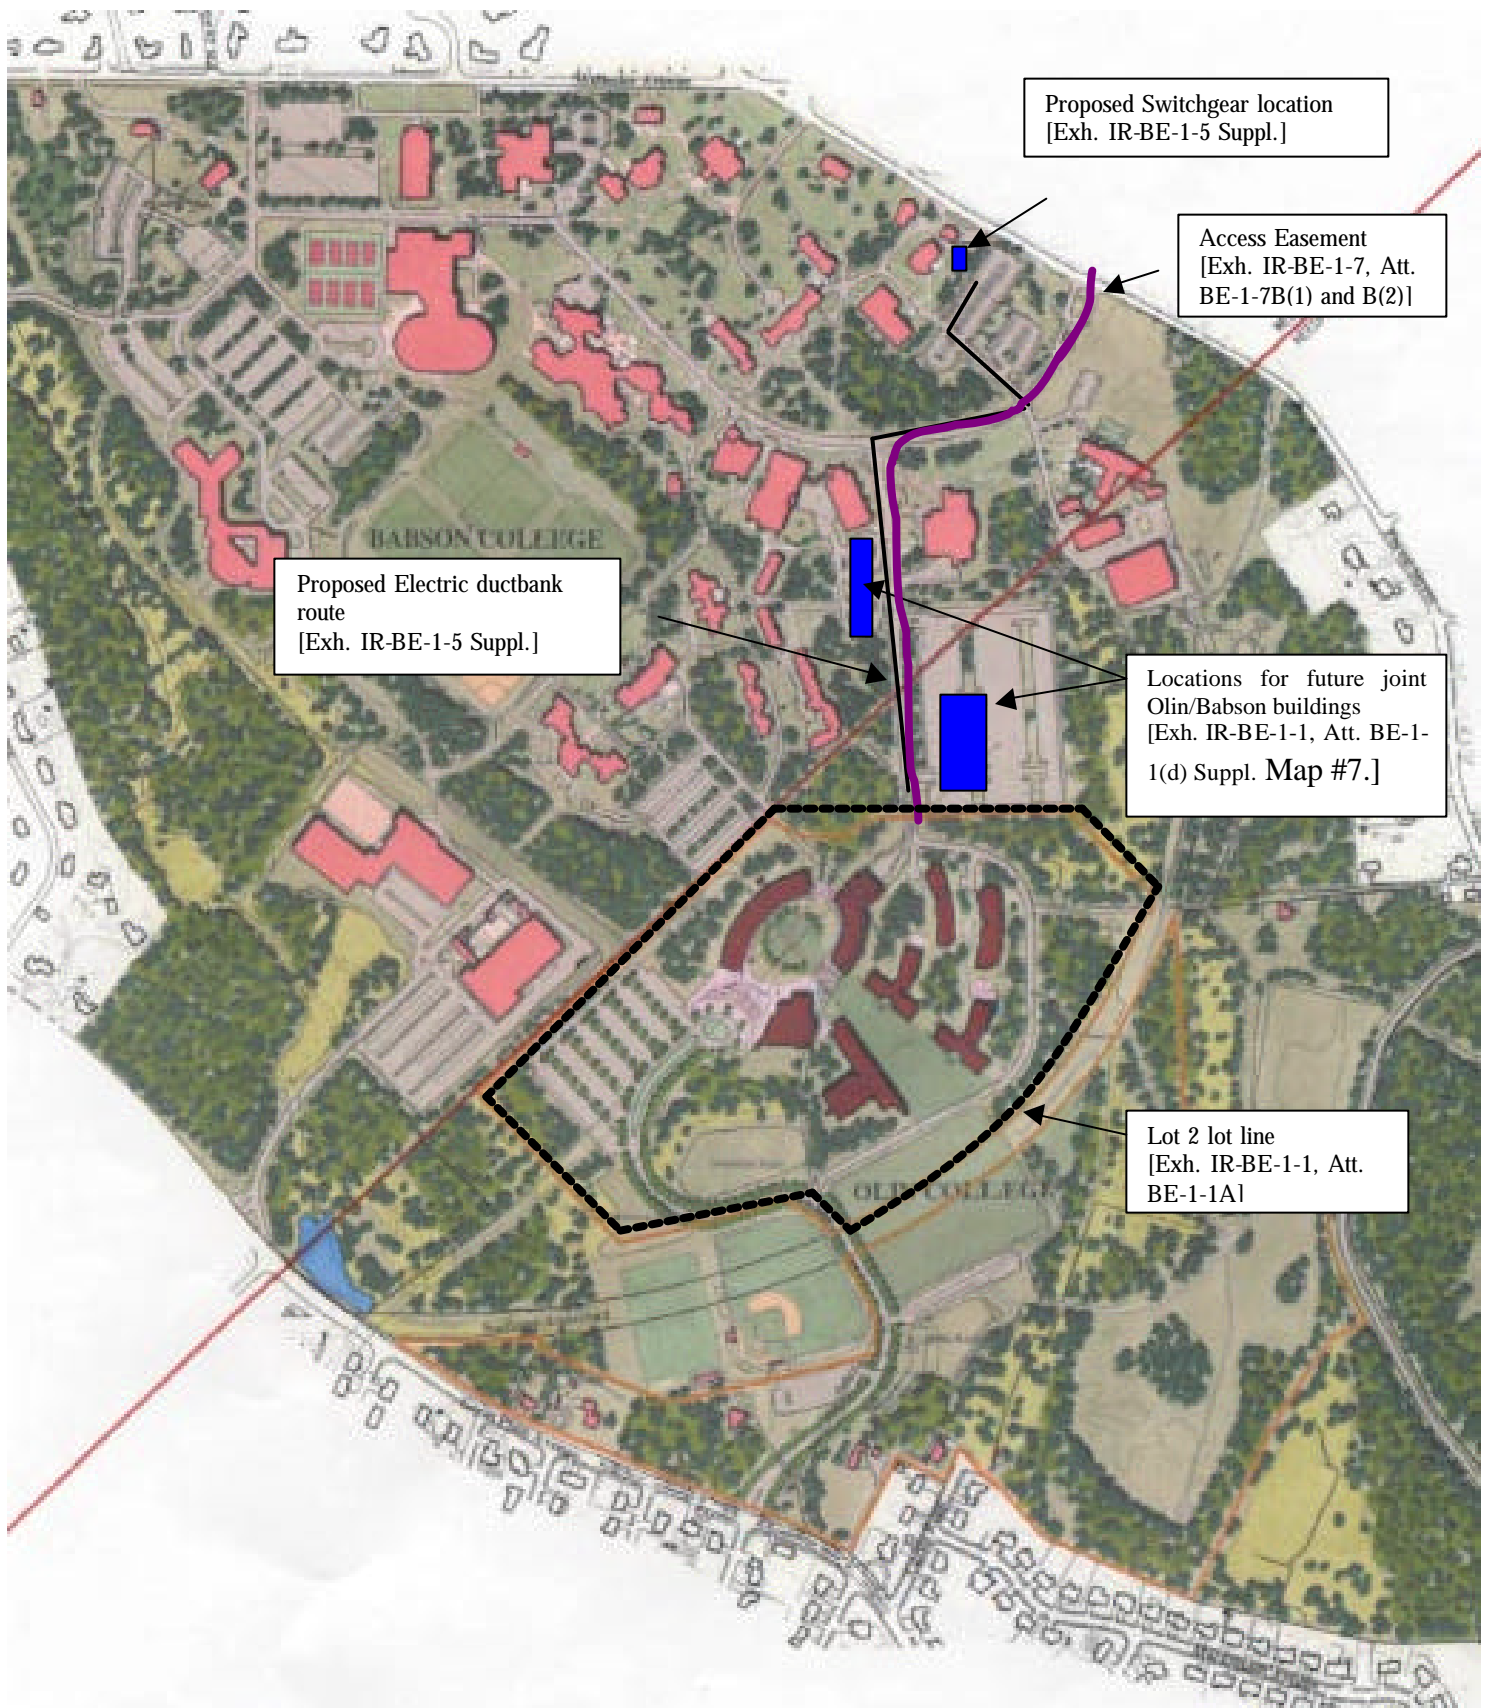 Proposed Switchgear location
[Exh. IR-BE-1-5 Suppl.]
Access Easement
[Exh. IR-BE-1-7, Att.
BE-1-7B(1) and B(2)]
BABSON COLLEGE
Proposed Electric ductbank
route
[Exh. IR-BE-1-5 Suppl.]
Locations for future joint
Olin/Babson buildings
[Exh. IR-BE-1-1, Att. BE-1-
1(d) Suppl. Map #7.]
Lot 2 lot line
[Exh. IR-BE-1-1, Att.
BE-1-1A]
OLIN COLLEGE